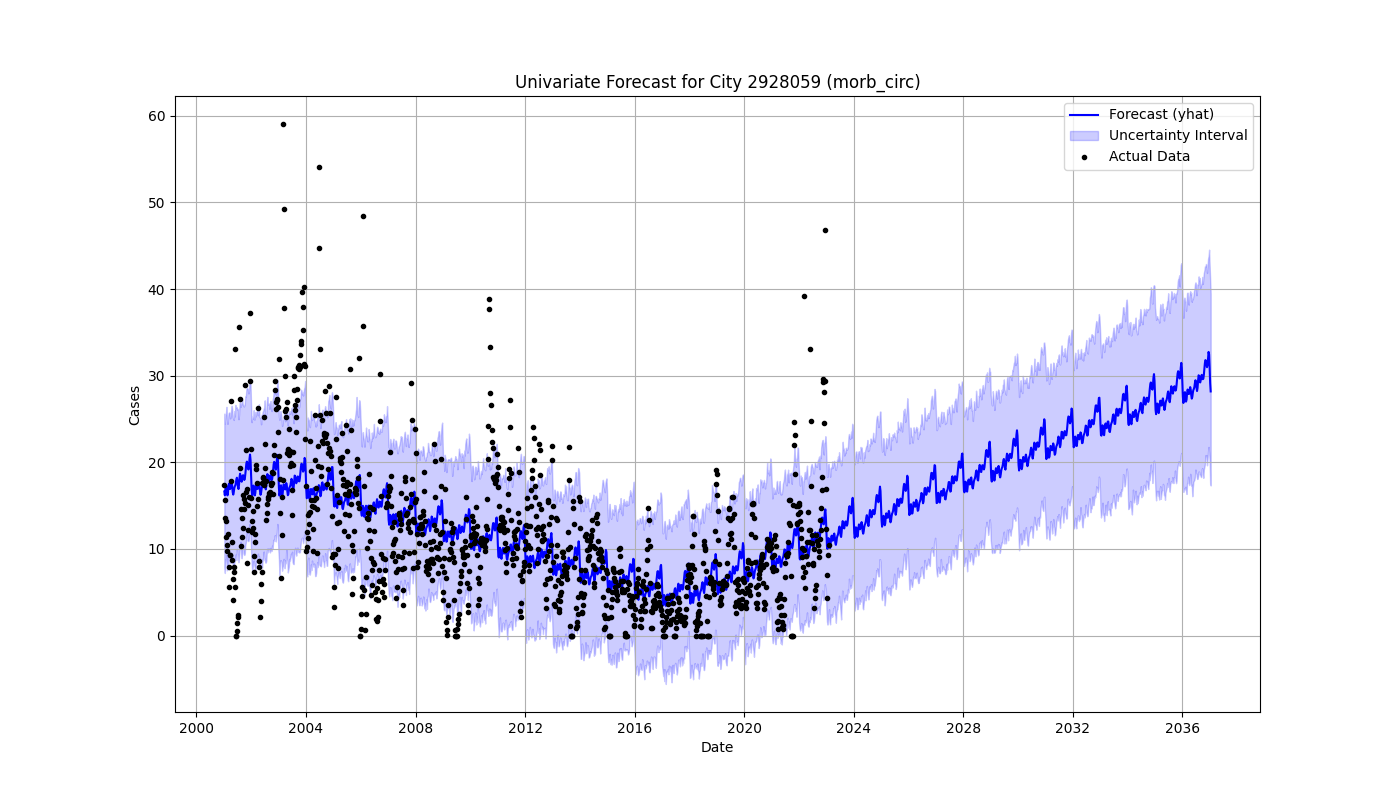 Univariate Forecast for City 2928059 (morb_circ)
Forecast (yhat)
Uncertainty Interval
Actual Data
60
50
40
30
20
10
0
Cases
2000 2004 2008 2012 2016 2020 2024 2028 2032 2036
Date